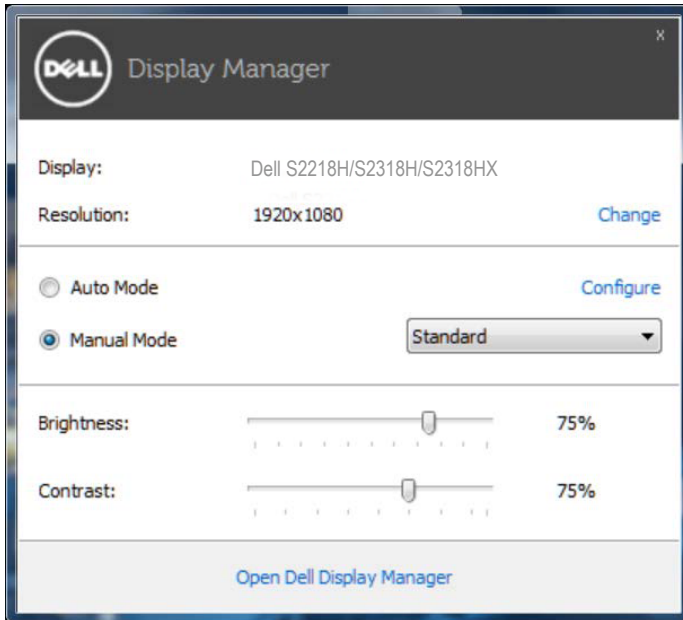 DELL Display Manager
X
Display: Dell S2218H/S2318H/S2318HX
Resolution: 1920x1080 Change
Auto Mode Configure
Manual Mode Standard
Brightness: 75%
Contrast: 75%
Open Dell Display Manager